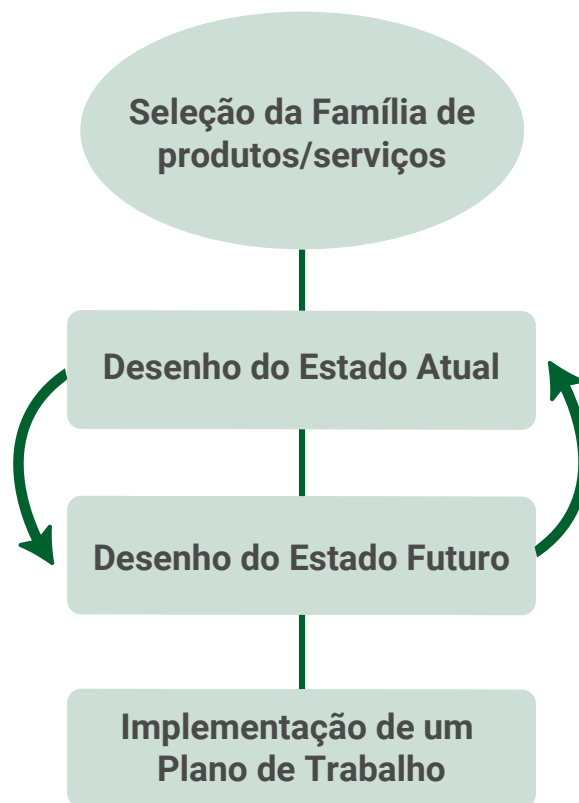 Seleção da Família de
produtos/serviços
Desenho do Estado Atual
Desenho do Estado Futuro
Implementação de um
Plano de Trabalho